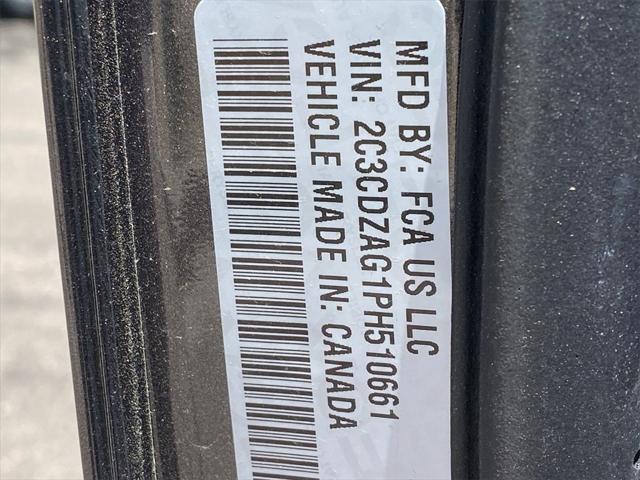 MFD BY: FCA US LLC
VIN: 2C3CDZAG1PH510661
VEHICLE MADE IN: CANADA